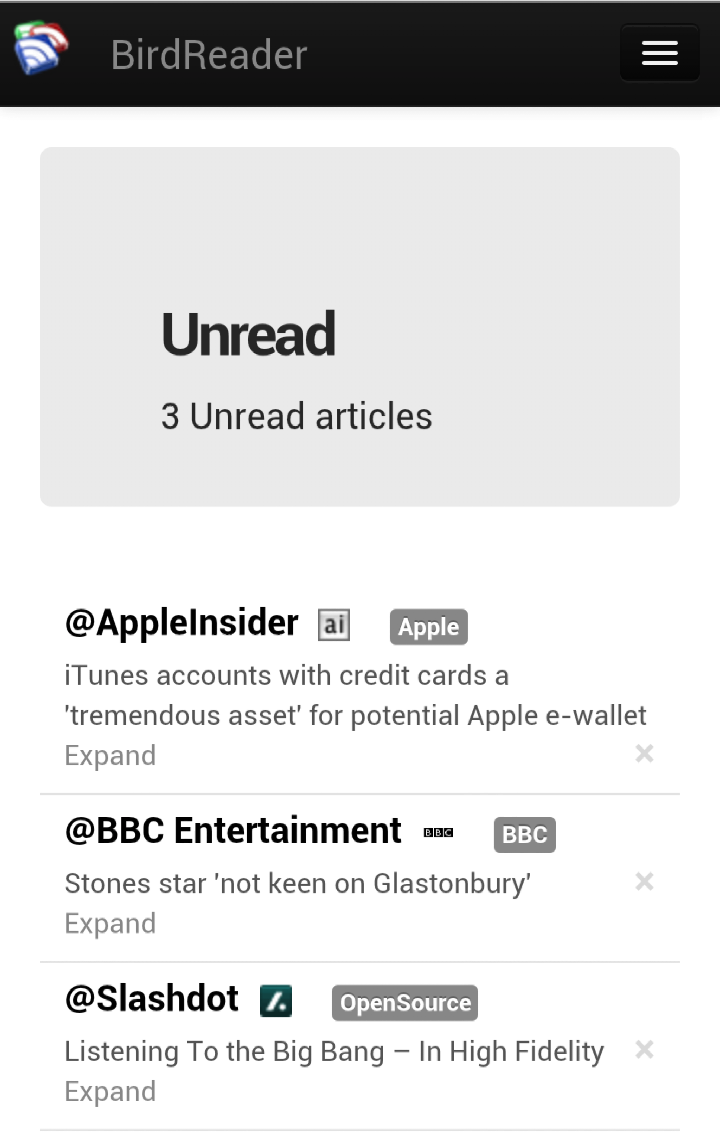 BirdReader
Unread
3 Unread articles
@AppleInsider ai Apple
iTunes accounts with credit cards a
'tremendous asset' for potential Apple e-wallet
Expand ×
@BBC Entertainment BBC BBC
Stones star 'not keen on Glastonbury' ×
Expand
@Slashdot /. OpenSource
Listening To the Big Bang – In High Fidelity ×
Expand